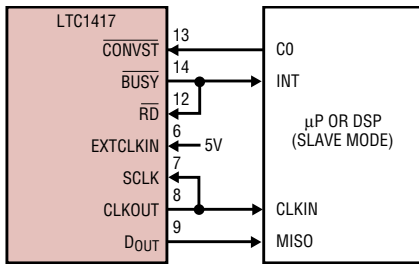 LTC1417
13
CONVST
C0
14
BUSY
INT
12
RD
μP OR DSP
(SLAVE MODE)
6
EXTCLKIN
5V
7
SCLK
8
CLKOUT
CLKIN
9
DOUT
MISO